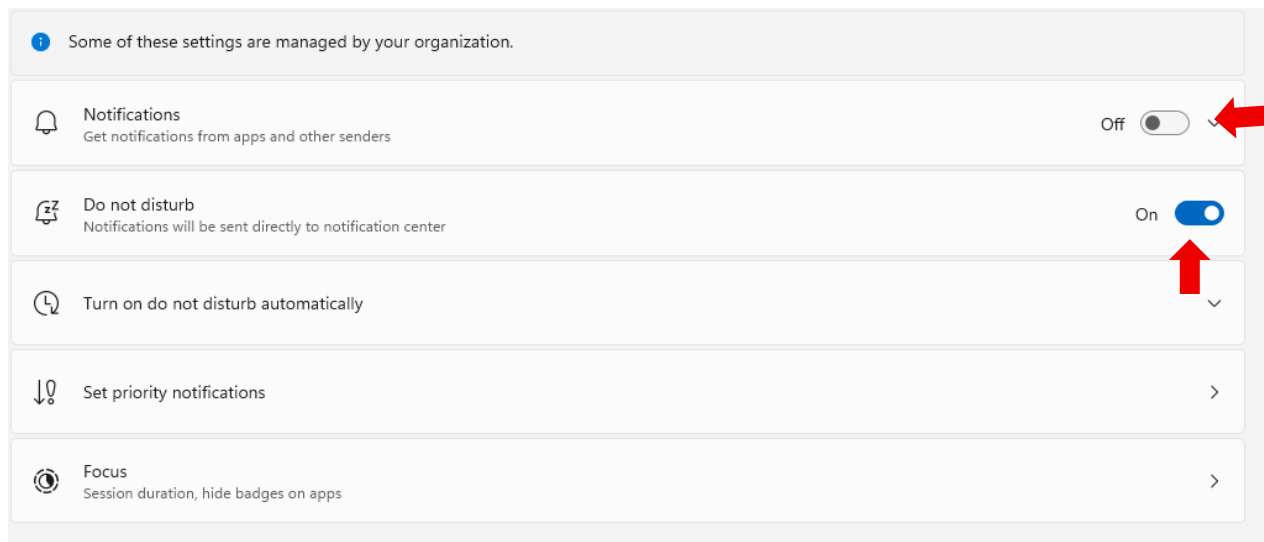 Some of these settings are managed by your organization.
Notifications
Get notifications from apps and other senders
Off
Do not disturb
Notifications will be sent directly to notification center
On
Turn on do not disturb automatically
Set priority notifications
Focus
Session duration, hide badges on apps